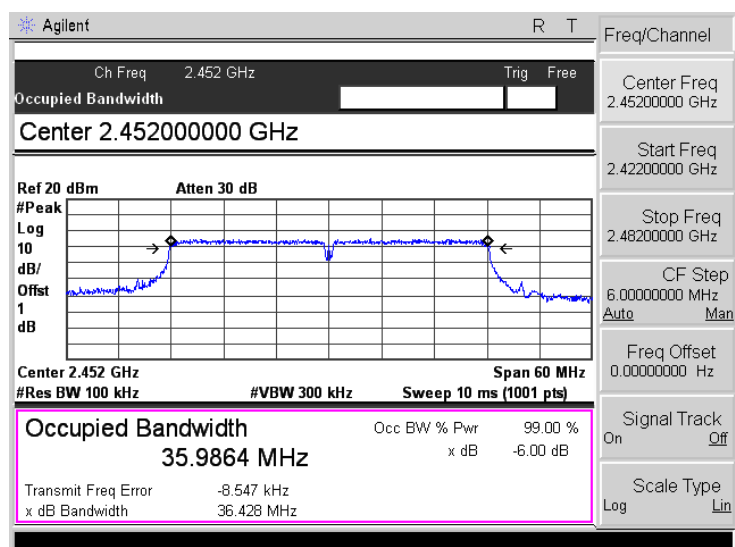 Agilent R T
Ch Freq 2.452 GHz Trig Free
Occupied Bandwidth
Center 2.452000000 GHz
Ref 20 dBm Atten 30 dB
#Peak
Log
10
dB/
Offst
1
dB
Center 2.452 GHz Span 60 MHz
#Res BW 100 kHz #VBW 300 kHz Sweep 10 ms (1001 pts)
Occupied Bandwidth Occ BW % Pwr 99.00 %
35.9864 MHz x dB -6.00 dB
Transmit Freq Error -8.547 kHz
x dB Bandwidth 36.428 MHz
Freq/Channel
Center Freq
2.45200000 GHz
Start Freq
2.42200000 GHz
Stop Freq
2.48200000 GHz
CF Step
6.00000000 MHz
Auto Man
Freq Offset
0.00000000 Hz
Signal Track
On Off
Scale Type
Log Lin